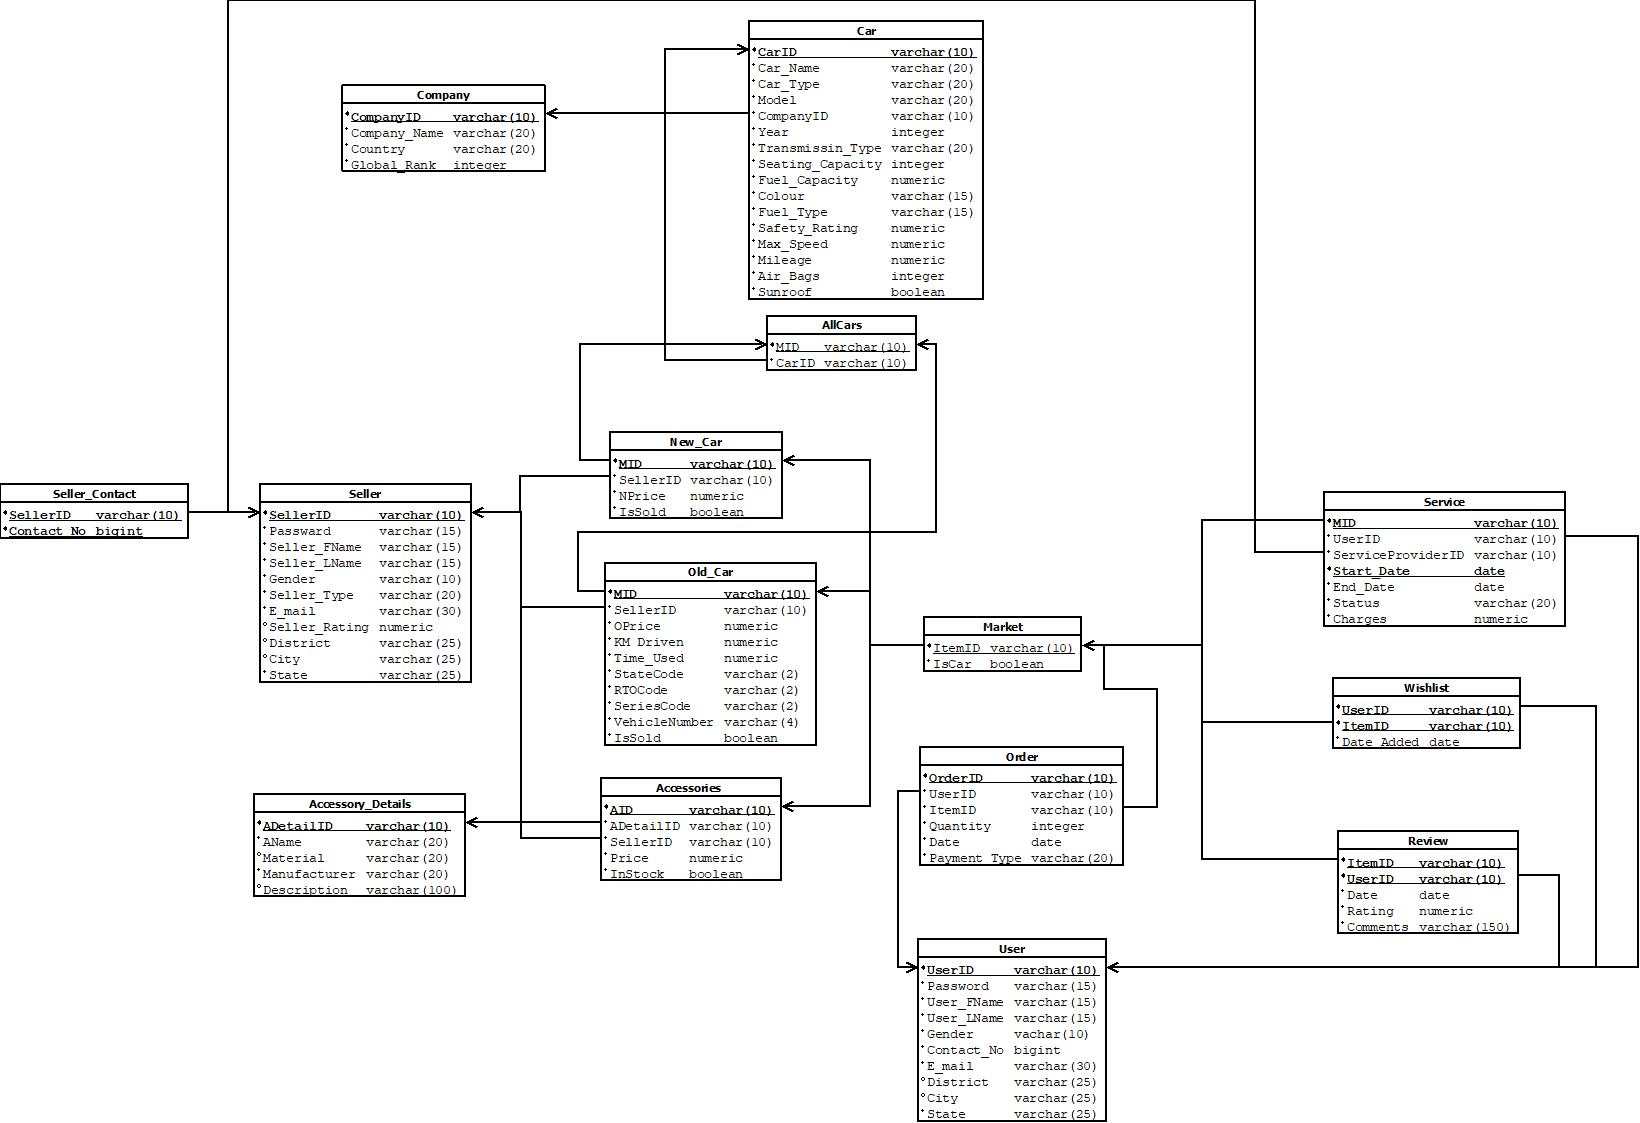 Car
CarID varchar(10)
Car_Name varchar(20)
Car_Type varchar(20)
Model varchar(20)
CompanyID varchar(10)
Year integer
Transmissin_Type varchar(20)
Seating_Capacity integer
Fuel_Capacity numeric
Colour varchar(15)
Fuel_Type varchar(15)
Safety_Rating numeric
Max_Speed numeric
Mileage numeric
Air_Bags integer
Sunroof boolean
Company
CompanyID varchar(10)
Company_Name varchar(20)
Country varchar(20)
Global_Rank integer
AllCars
MID varchar(10)
CarID varchar(10)
New_Car
MID varchar(10)
SellerID varchar(10)
NPrice numeric
IsSold boolean
Seller_Contact
SellerID varchar(10)
Contact_No bigint
Seller
SellerID varchar(10)
Passward varchar(15)
Seller_FName varchar(15)
Seller_LName varchar(15)
Gender varchar(10)
Seller_Type varchar(20)
E_mail varchar(30)
Seller_Rating numeric
District varchar(25)
City varchar(25)
State varchar(25)
Service
MID varchar(10)
UserID varchar(10)
ServiceProviderID varchar(10)
Start_Date date
End_Date date
Status varchar(20)
Charges numeric
Old_Car
MID varchar(10)
SellerID varchar(10)
OPrice numeric
KM_Driven numeric
Time_Used numeric
StateCode varchar(2)
RTOCode varchar(2)
SeriesCode varchar(2)
VehicleNumber varchar(4)
IsSold boolean
Market
ItemID varchar(10)
IsCar boolean
Wishlist
UserID varchar(10)
ItemID varchar(10)
Date_Added date
Order
OrderID varchar(10)
UserID varchar(10)
ItemID varchar(10)
Quantity integer
Date date
Payment_Type varchar(20)
Accessories
AID varchar(10)
ADetailID varchar(10)
SellerID varchar(10)
Price numeric
InStock boolean
Accessory_Details
ADetailID varchar(10)
AName varchar(20)
Material varchar(20)
Manufacturer varchar(20)
Description varchar(100)
Review
ItemID varchar(10)
UserID varchar(10)
Date date
Rating numeric
Comments varchar(150)
User
UserID varchar(10)
Password varchar(15)
User_FName varchar(15)
User_LName varchar(15)
Gender vachar(10)
Contact_No bigint
E_mail varchar(30)
District varchar(25)
City varchar(25)
State varchar(25)